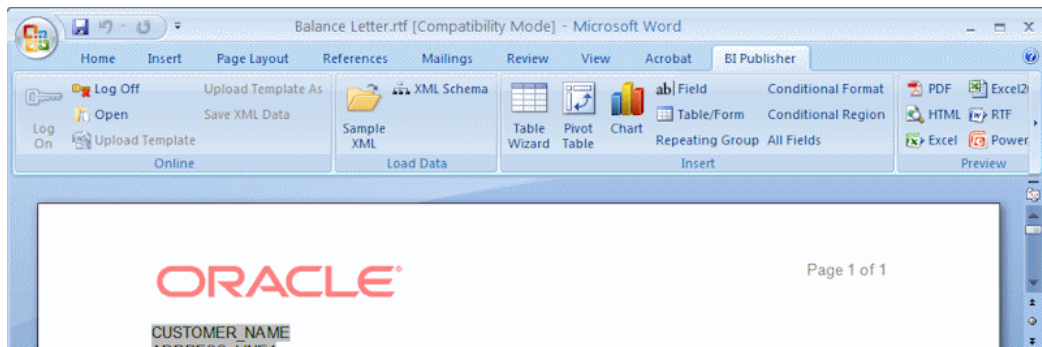 Balance Letter.rtf [Compatibility Mode] - Microsoft Word
Home Insert Page Layout References Mailings Review View Acrobat BI Publisher
Log On
Log Off
Open
Upload Template
Upload Template As
Save XML Data
Online
Sample XML
XML Schema
Load Data
Table Wizard
Pivot Table
Chart
ab| Field
Table/Form
Repeating Group
Conditional Format
Conditional Region
All Fields
Insert
PDF
HTML
Excel
Excel2
RTF
Power
Preview
ORACLE
Page 1 of 1
CUSTOMER_NAME